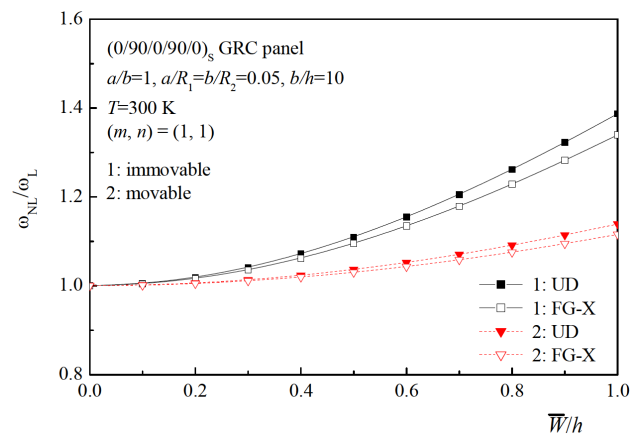 1.6
(0/90/0/90/0)S GRC panel
a/b=1, a/R1=b/R2=0.05, b/h=10
T=300 K
(m, n) = (1, 1)
1: immovable
2: movable
1.4
1.2
1.0
0.8
ωNL/ωL
1: UD
1: FG-X
2: UD
2: FG-X
0.0 0.2 0.4 0.6 0.8 1.0
W̅/h